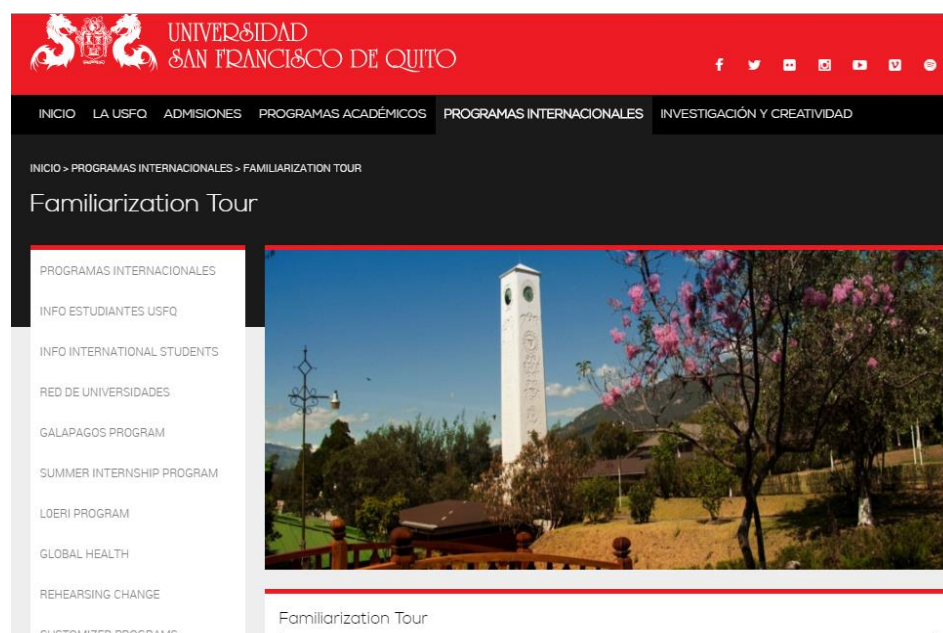 UNIVERSIDAD
SAN FRANCISCO DE QUITO
INICIO LA USFQ ADMISIONES PROGRAMAS ACADÉMICOS PROGRAMAS INTERNACIONALES INVESTIGACIÓN Y CREATIVIDAD
INICIO > PROGRAMAS INTERNACIONALES > FAMILIARIZATION TOUR
Familiarization Tour
PROGRAMAS INTERNACIONALES
INFO ESTUDIANTES USFQ
INFO INTERNATIONAL STUDENTS
RED DE UNIVERSIDADES
GALAPAGOS PROGRAM
SUMMER INTERNSHIP PROGRAM
LOERI PROGRAM
GLOBAL HEALTH
REHEARSING CHANGE
CUSTOMIZED PROGRAMS
Familiarization Tour